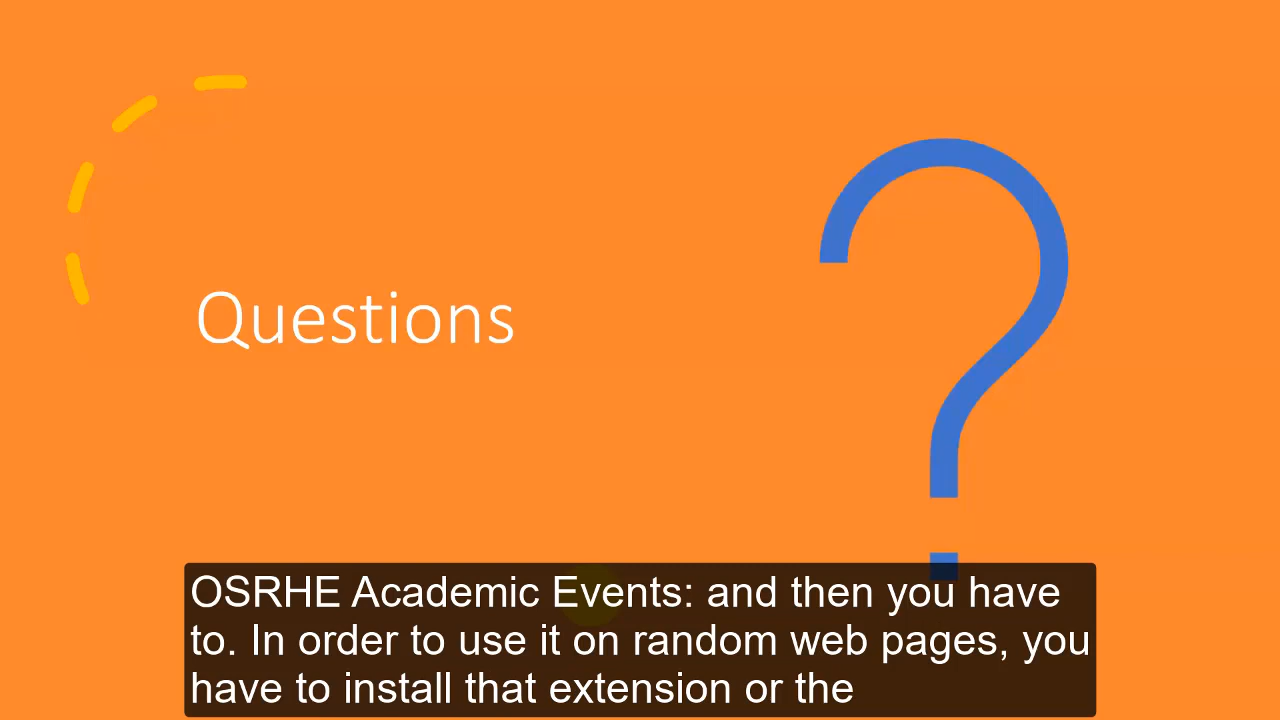 Questions
OSRHE Academic Events: and then you have
to. In order to use it on random web pages, you
have to install that extension or the